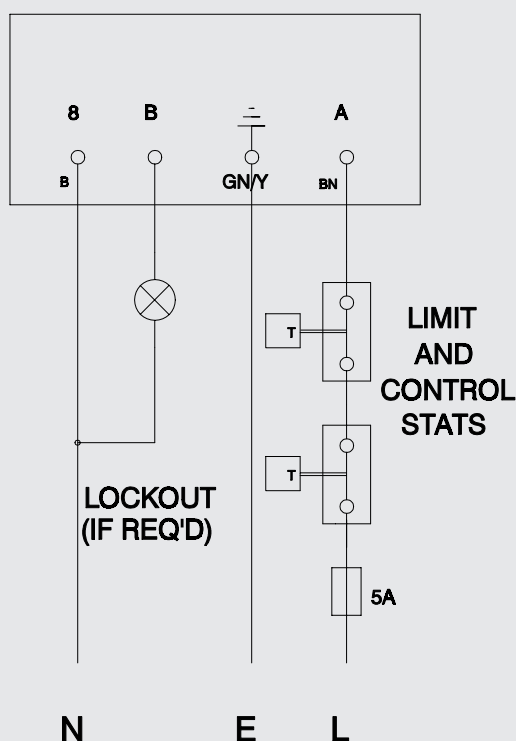 8 B A
B GN/Y BN
T
LIMIT
AND
CONTROL
STATS
T
LOCKOUT
(IF REQ'D)
5A
N E L